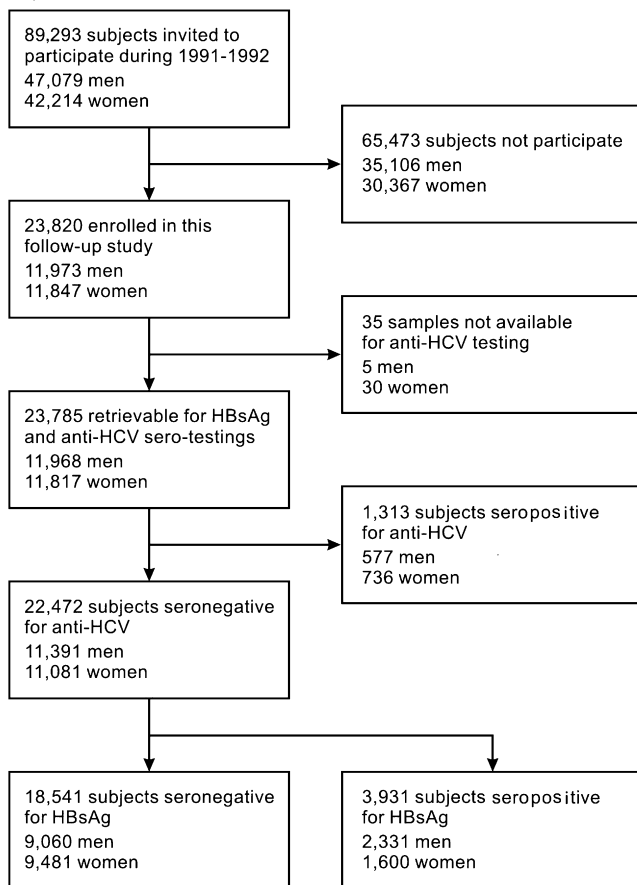 89,293 subjects invited to
participate during 1991-1992
47,079 men
42,214 women
65,473 subjects not participate
35,106 men
30,367 women
23,820 enrolled in this
follow-up study
11,973 men
11,847 women
35 samples not available
for anti-HCV testing
5 men
30 women
23,785 retrievable for HBsAg
and anti-HCV sero-testings
11,968 men
11,817 women
1,313 subjects seropositive
for anti-HCV
577 men
736 women
22,472 subjects seronegative
for anti-HCV
11,391 men
11,081 women
18,541 subjects seronegative
for HBsAg
9,060 men
9,481 women
3,931 subjects seropositive
for HBsAg
2,331 men
1,600 women